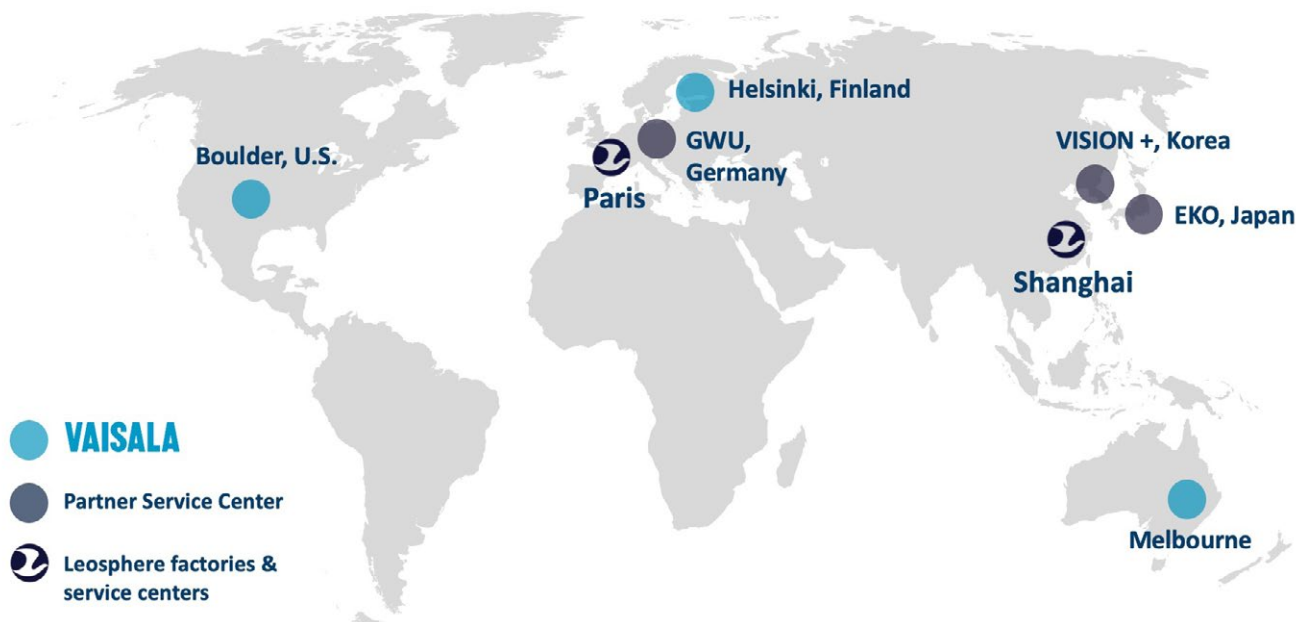 Helsinki, Finland
Boulder, U.S.
GWU,
Germany
VISION +, Korea
Paris
EKO, Japan
Shanghai
VAISALA
Partner Service Center
Melbourne
Leosphere factories &
service centers